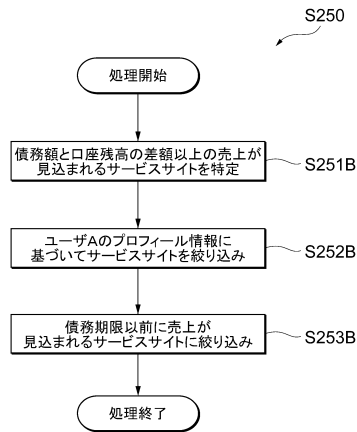 S250
処理開始
債務額と口座残高の差額以上の売上が
見込まれるサービスサイトを特定
S251B
ユーザAのプロフィール情報に
基づいてサービスサイトを絞り込み
S252B
債務期限以前に売上が
見込まれるサービスサイトに絞り込み
S253B
処理終了